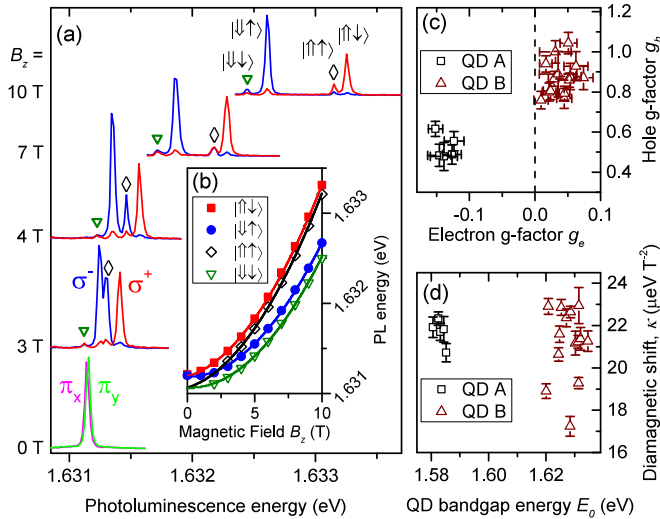 (a)
B_z =
10 T
7 T
4 T
3 T
0 T
|⇓↓⟩
|⇓↑⟩
|⇑↑⟩
|⇑↓⟩
σ⁻
σ⁺
π_x
π_y
1.631
1.632
1.633
Photoluminescence energy (eV)
(b)
|⇑↓⟩
|⇓↑⟩
|⇑↑⟩
|⇓↓⟩
0
5
10
Magnetic Field B_z (T)
1.633
1.632
1.631
PL energy (eV)
(c)
QD A
QD B
1.2
1.0
0.8
0.6
0.4
Hole g-factor g_h
-0.1
0.0
0.1
Electron g-factor g_e
(d)
QD A
QD B
24
22
20
18
16
Diamagnetic shift, κ (μeV T⁻²)
1.58
1.60
1.62
QD bandgap energy E_0 (eV)